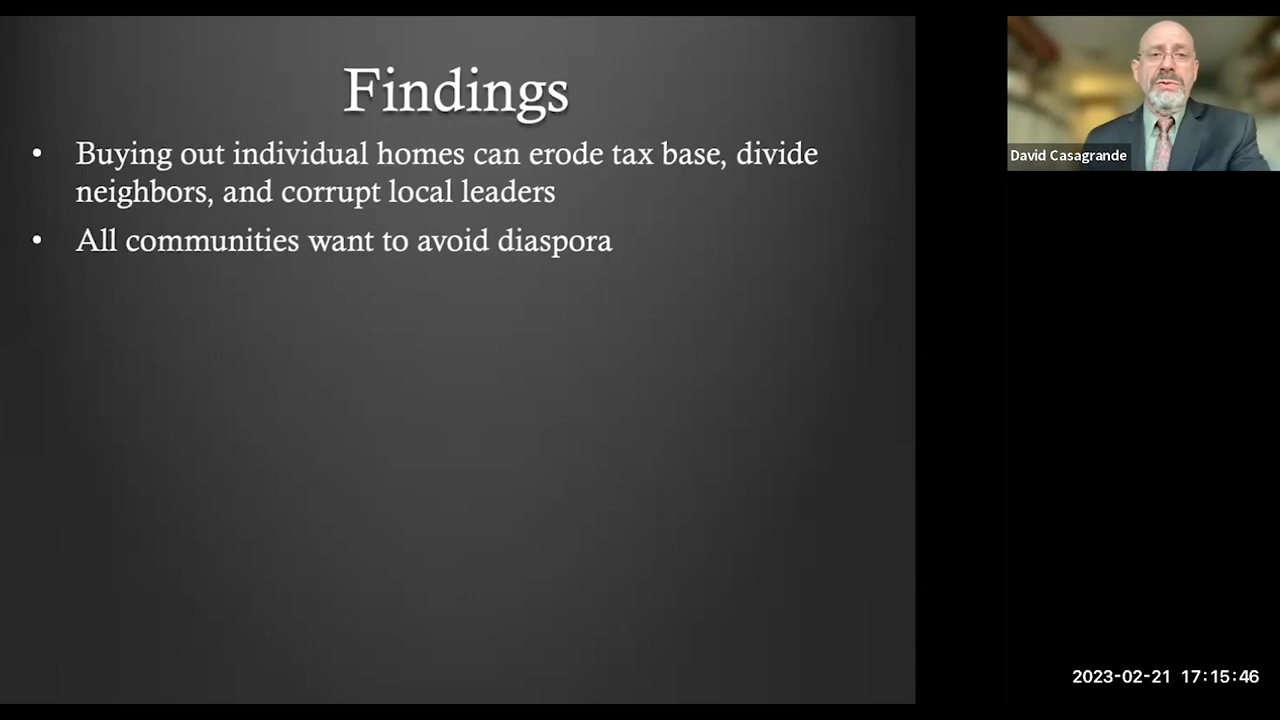 Findings
• Buying out individual homes can erode tax base, divide
neighbors, and corrupt local leaders
• All communities want to avoid diaspora
David Casagrande
2023-02-21 17:15:46